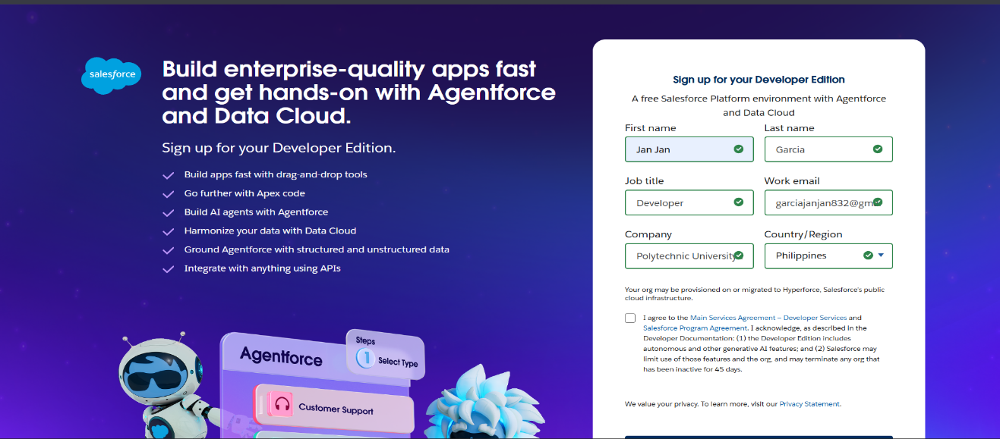 salesforce
Build enterprise-quality apps fast
and get hands-on with Agentforce
and Data Cloud.
Sign up for your Developer Edition.
Build apps fast with drag-and-drop tools
Go further with Apex code
Build AI agents with Agentforce
Harmonize your data with Data Cloud
Ground Agentforce with structured and unstructured data
Integrate with anything using APIs
Agentforce
Steps
1 Select Type
Customer Support
Sign up for your Developer Edition
A free Salesforce Platform environment with Agentforce
and Data Cloud
First name Last name
Jan Jan Garcia
Job title Work email
Developer garciajanjan832@gm
Company Country/Region
Polytechnic University Philippines
Your org may be provisioned on or migrated to Hyperforce, Salesforce's public
cloud infrastructure.
I agree to the Main Services Agreement – Developer Services and
Salesforce Program Agreement. I acknowledge, as described in the
Developer Documentation: (1) the Developer Edition includes
autonomous and other generative AI features; and (2) Salesforce may
limit use of those features and the org, and may terminate any org that
has been inactive for 45 days.
We value your privacy. To learn more, visit our Privacy Statement.